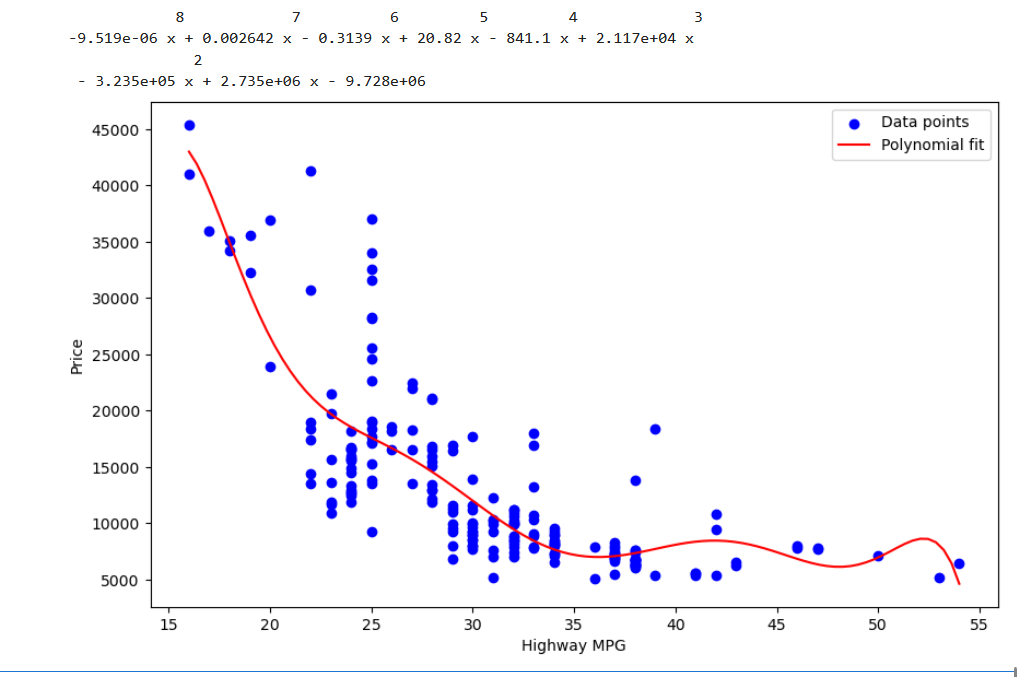 8 7 6 5 4 3
-9.519e-06 x + 0.002642 x - 0.3139 x + 20.82 x - 841.1 x + 2.117e+04 x
2
- 3.235e+05 x + 2.735e+06 x - 9.728e+06
Data points
Polynomial fit
45000
40000
35000
30000
25000
20000
15000
10000
5000
Price
15 20 25 30 35 40 45 50 55
Highway MPG